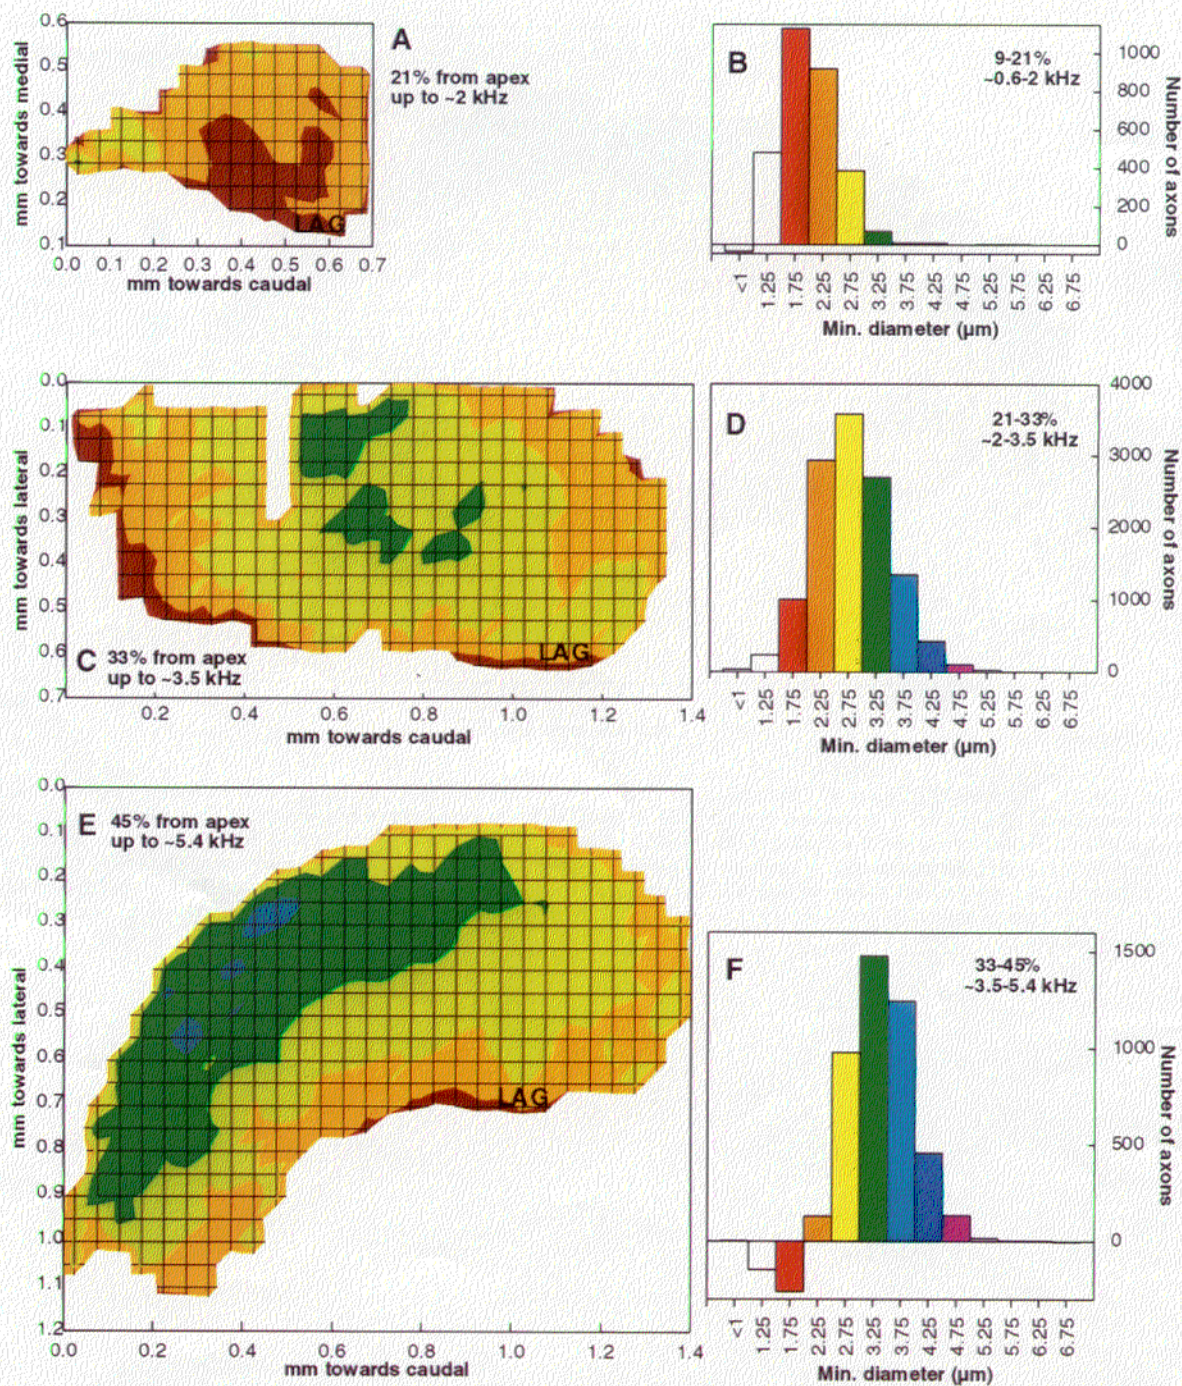 A
21% from apex
up to ~2 kHz
0.6
0.5
0.4
0.3
0.2
0.1
mm towards medial
LAG
0.0 0.1 0.2 0.3 0.4 0.5 0.6 0.7
mm towards caudal
B
9-21%
~0.6-2 kHz
1000
800
600
400
200
0
Number of axons
<1 1.25 1.75 2.25 2.75 3.25 3.75 4.25 4.75 5.25 5.75 6.25 6.75
Min. diameter (µm)
0.0
0.1
0.2
0.3
0.4
0.5
0.6
0.7
mm towards lateral
LAG
C 33% from apex
up to ~3.5 kHz
0.2 0.4 0.6 0.8 1.0 1.2 1.4
mm towards caudal
D
21-33%
~2-3.5 kHz
4000
3000
2000
1000
0
Number of axons
<1 1.25 1.75 2.25 2.75 3.25 3.75 4.25 4.75 5.25 5.75 6.25 6.75
Min. diameter (µm)
E 45% from apex
up to ~5.4 kHz
0.0
0.1
0.2
0.3
0.4
0.5
0.6
0.7
0.8
0.9
1.0
1.1
1.2
mm towards lateral
LAG
0.0 0.2 0.4 0.6 0.8 1.0 1.2 1.4
mm towards caudal
F
33-45%
~3.5-5.4 kHz
1500
1000
500
0
Number of axons
<1 1.25 1.75 2.25 2.75 3.25 3.75 4.25 4.75 5.25 5.75 6.25 6.75
Min. diameter (µm)